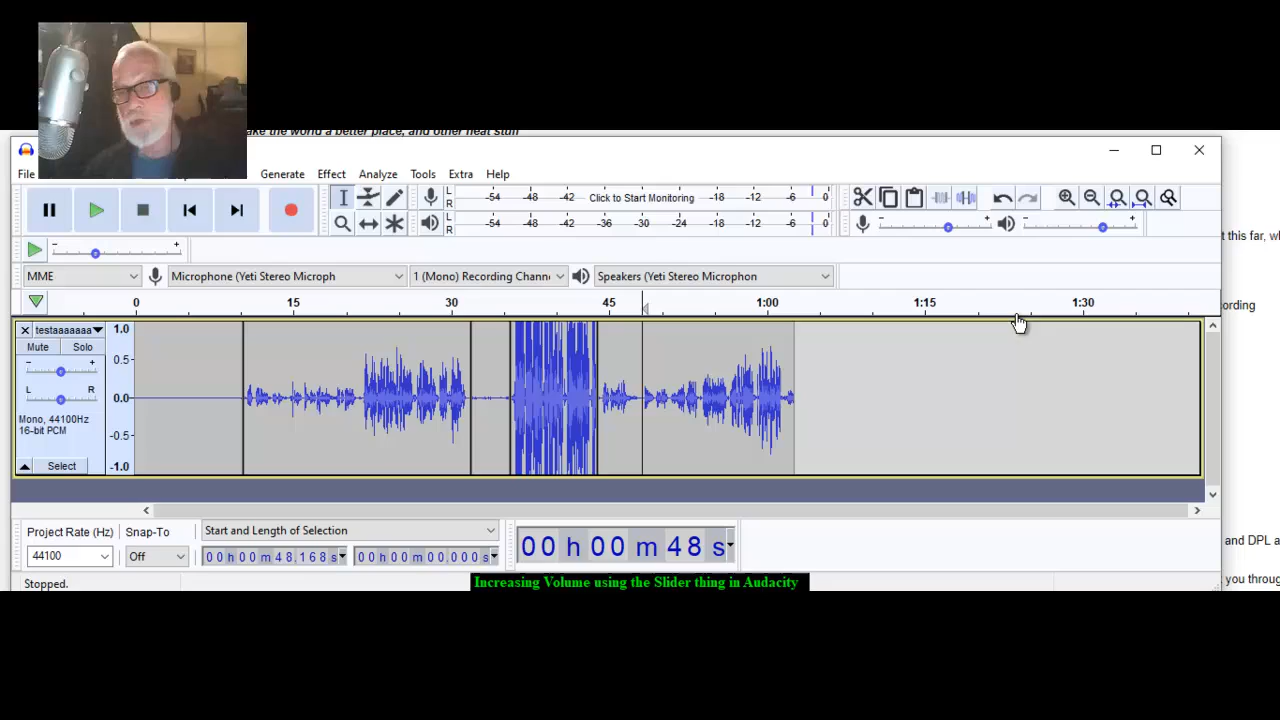 ake the world a better place, and other neat stuff
File
Generate Effect Analyze Tools Extra Help
L
R
-54 -48 -42 Click to Start Monitoring -18 -12 -6 0
L
R
-54 -48 -42 -36 -30 -24 -18 -12 -6 0
- +
- +
- +
MME
Microphone (Yeti Stereo Microph
1 (Mono) Recording Chann
Speakers (Yeti Stereo Microphon
0 15 30 45 1:00 1:15 1:30
testaaaaaaa
Mute Solo
- +
L R
Mono, 44100Hz
16-bit PCM
Select
1.0
0.5
0.0
-0.5
-1.0
t this far, wh
cording
and DPL a
you throug
Project Rate (Hz) Snap-To
Start and Length of Selection
44100
Off
00 h 00 m 48.168 s
00 h 00 m 00.000 s
00 h 00 m 48 s
Stopped.
Increasing Volume using the Slider thing in Audacity